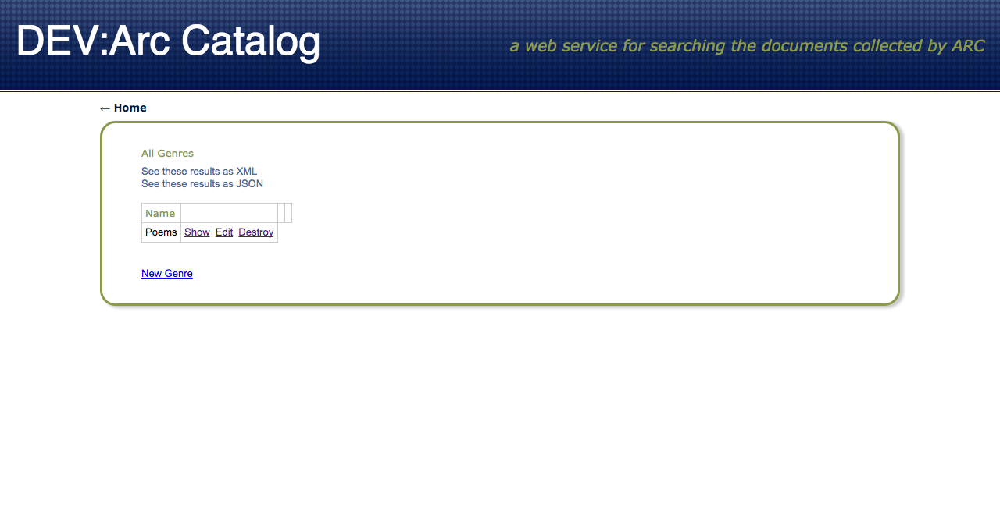 DEV:Arc Catalog
a web service for searching the documents collected by ARC
← Home
All Genres
See these results as XML
See these results as JSON
Name
Poems Show Edit Destroy
New Genre